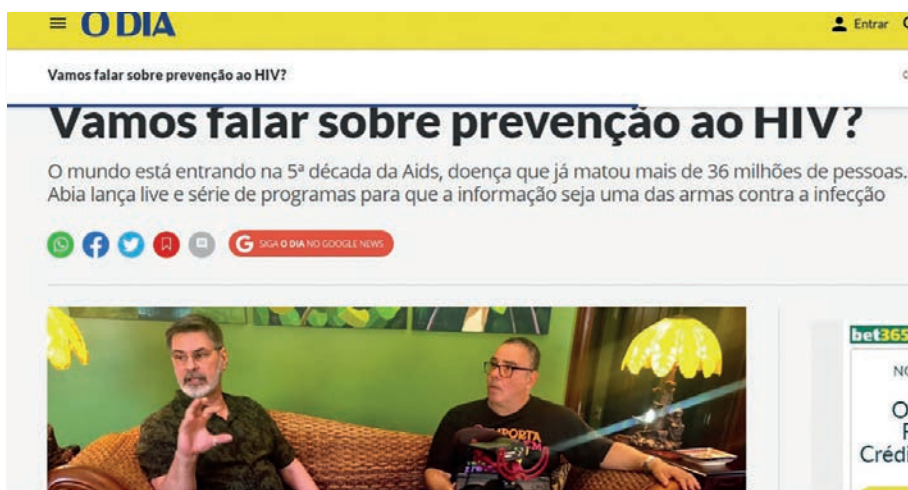 O DIA
Entrar
Vamos falar sobre prevenção ao HIV?
Vamos falar sobre prevenção ao HIV?
O mundo está entrando na 5ª década da Aids, doença que já matou mais de 36 milhões de pessoas.
Abia lança live e série de programas para que a informação seja uma das armas contra a infecção
G SIGA O DIA NO GOOGLE NEWS
bet365
Crédi